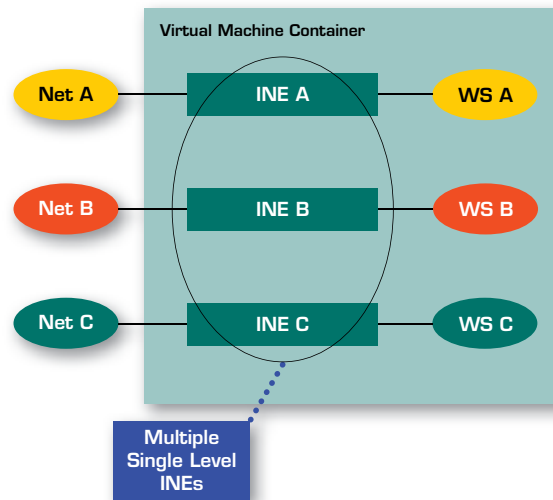 Virtual Machine Container
Net A
INE A
WS A
Net B
INE B
WS B
Net C
INE C
WS C
Multiple
Single Level
INEs